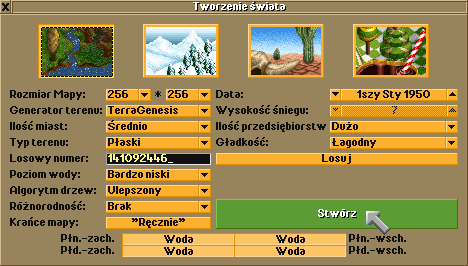 Tworzenie świata
Rozmiar Mapy: 256 * 256 Data: 1szy Sty 1950
Generator terenu: TerraGenesis Wysokość śniegu: 7
Ilość miast: Średnio Ilość przedsiębiorstw Dużo
Typ terenu: Płaski Gładkość: Łagodny
Losowy numer: 141092446_ Losuj
Poziom wody: Bardzo niski
Algorytm drzew: Ulepszony
Różnorodność: Brak Stwórz
Krańce mapy: "Ręcznie"
Płn.-zach. Woda Woda Płn.-wsch.
Płd.-zach. Woda Woda Płd.-wsch.